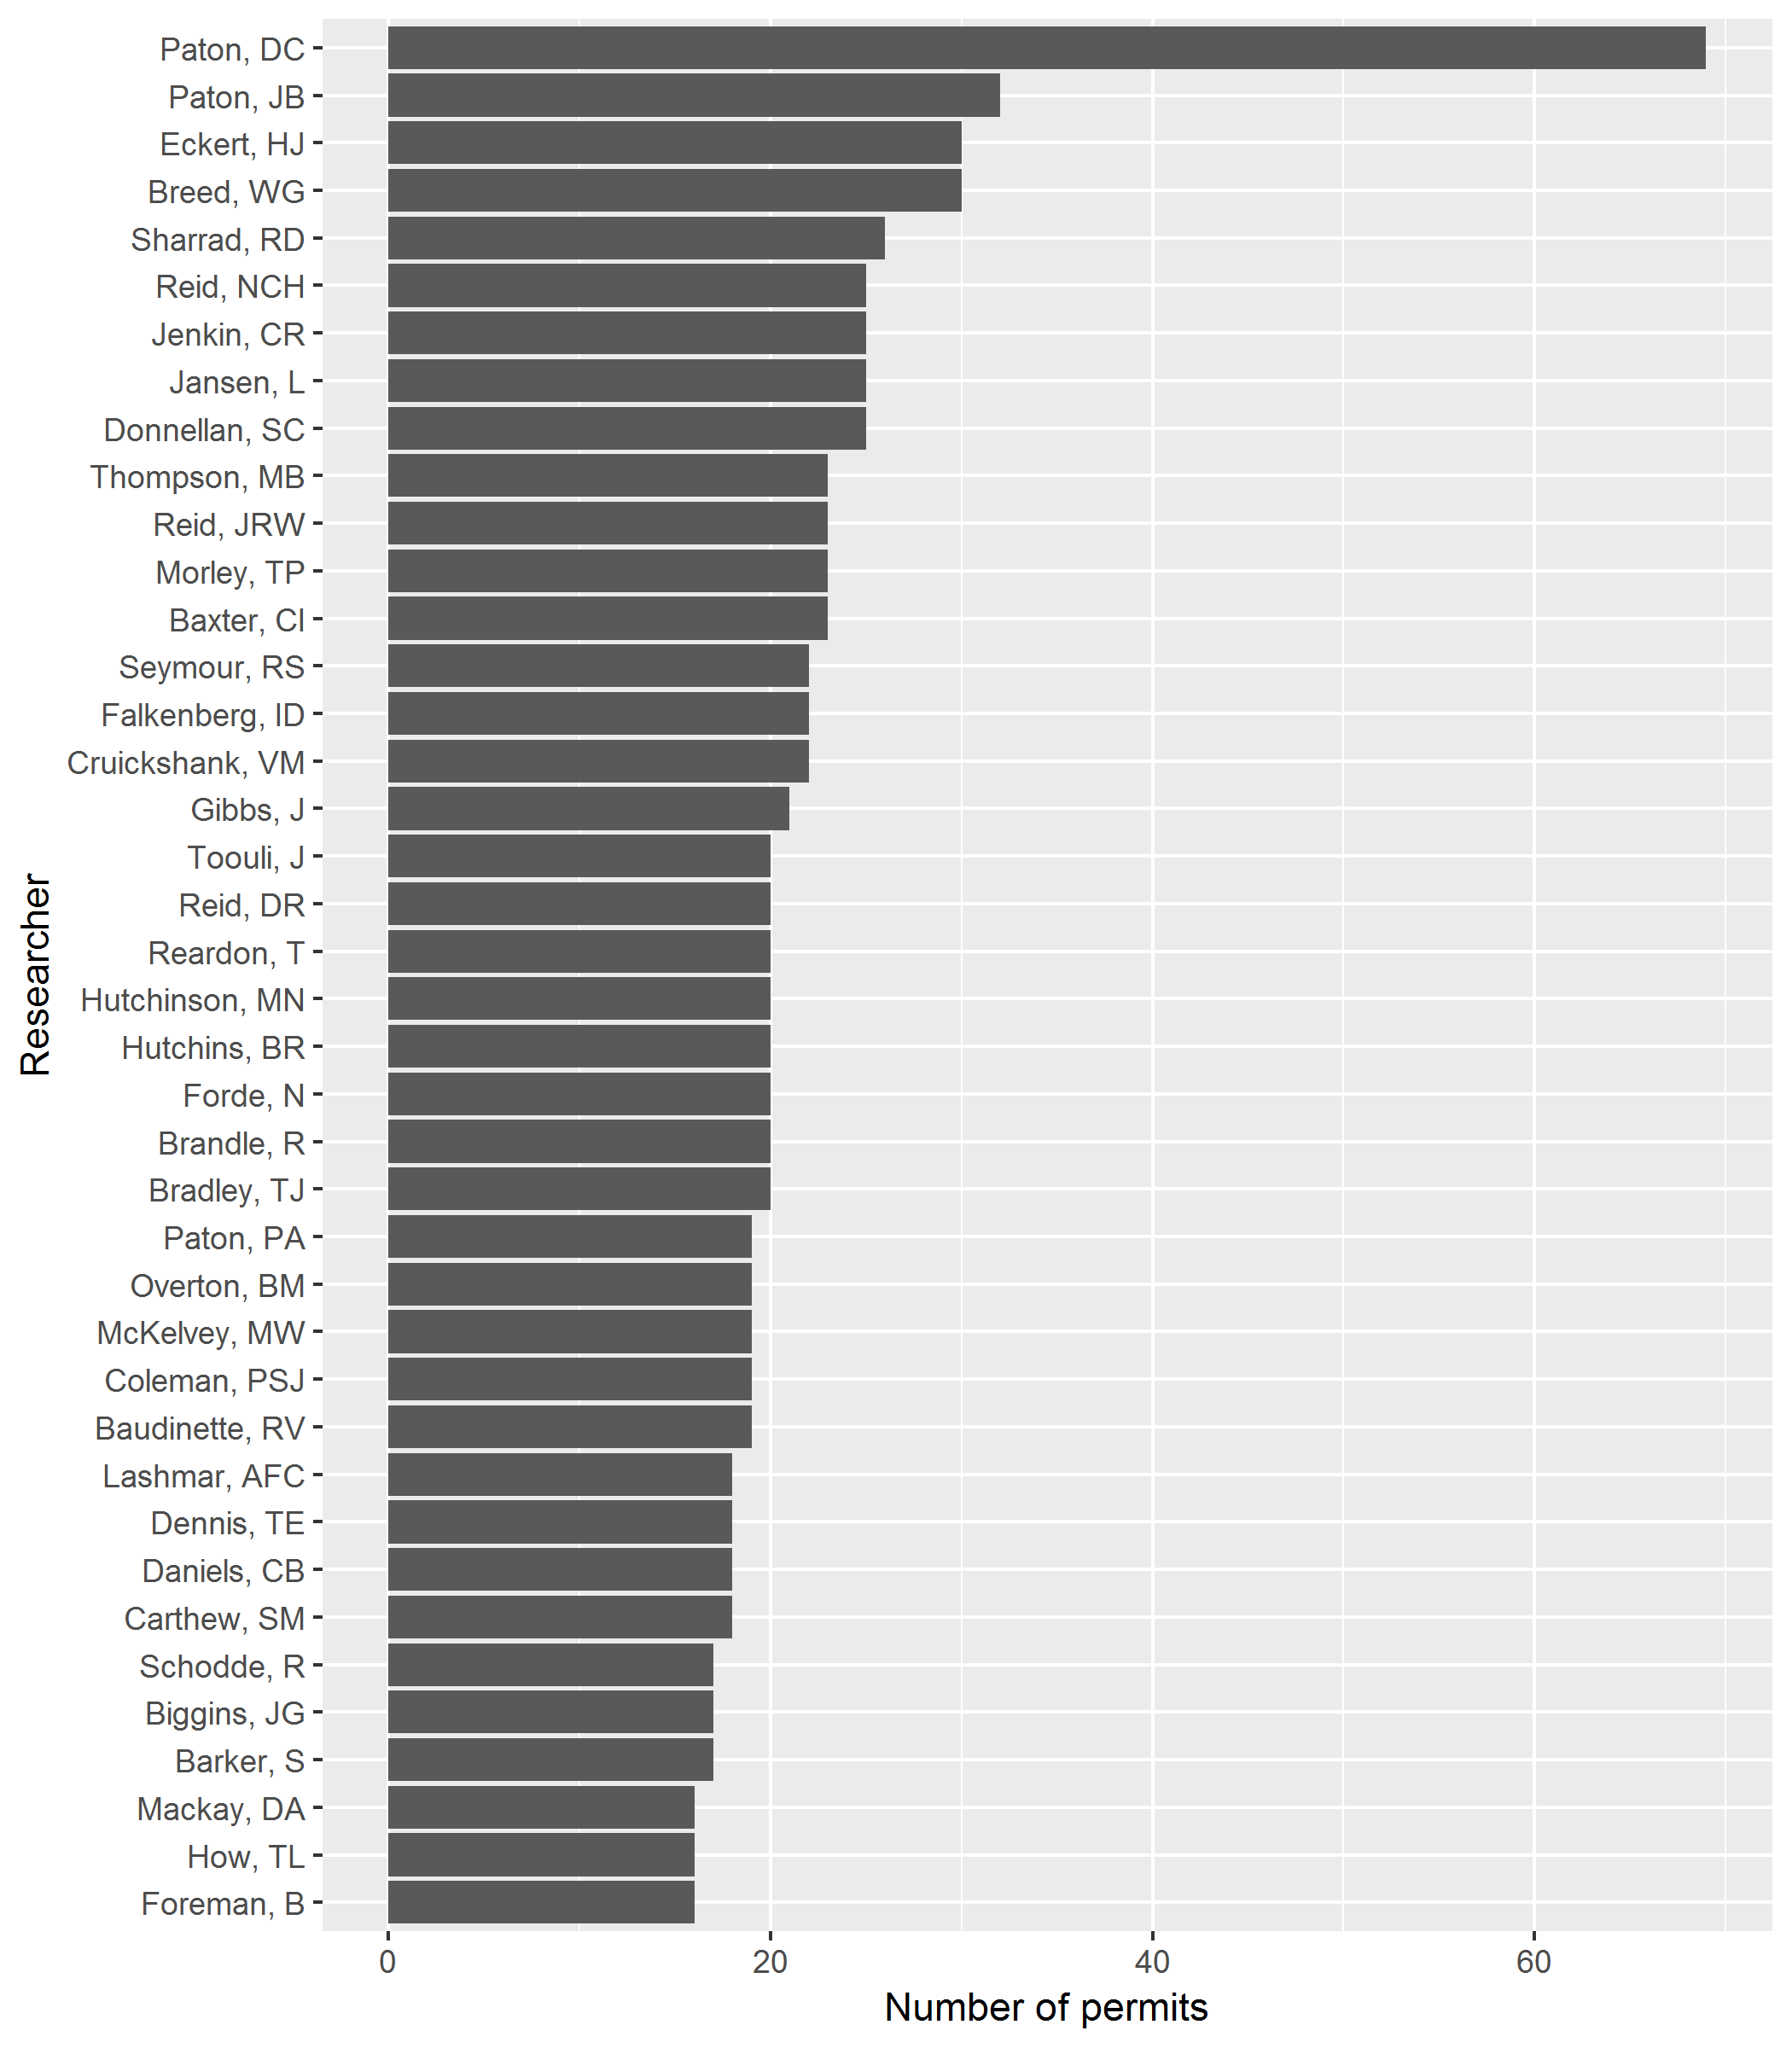 Paton, DC
Paton, JB
Eckert, HJ
Breed, WG
Sharrad, RD
Reid, NCH
Jenkin, CR
Jansen, L
Donnellan, SC
Thompson, MB
Reid, JRW
Morley, TP
Baxter, CI
Seymour, RS
Falkenberg, ID
Cruickshank, VM
Gibbs, J
Toouli, J
Reid, DR
Reardon, T
Hutchinson, MN
Hutchins, BR
Forde, N
Brandle, R
Bradley, TJ
Paton, PA
Overton, BM
McKelvey, MW
Coleman, PSJ
Baudinette, RV
Lashmar, AFC
Dennis, TE
Daniels, CB
Carthew, SM
Schodde, R
Biggins, JG
Barker, S
Mackay, DA
How, TL
Foreman, B
Researcher
0 20 40 60
Number of permits